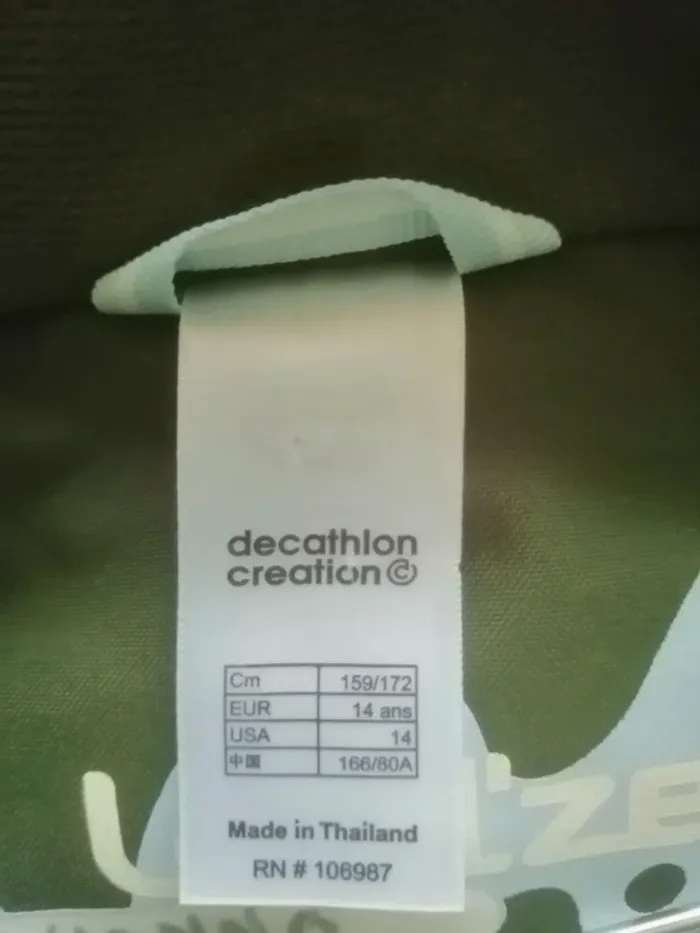 decathlon
creation©
Cm 159/172
EUR 14 ans
USA 14
中国 166/80A
Made in Thailand
RN # 106987